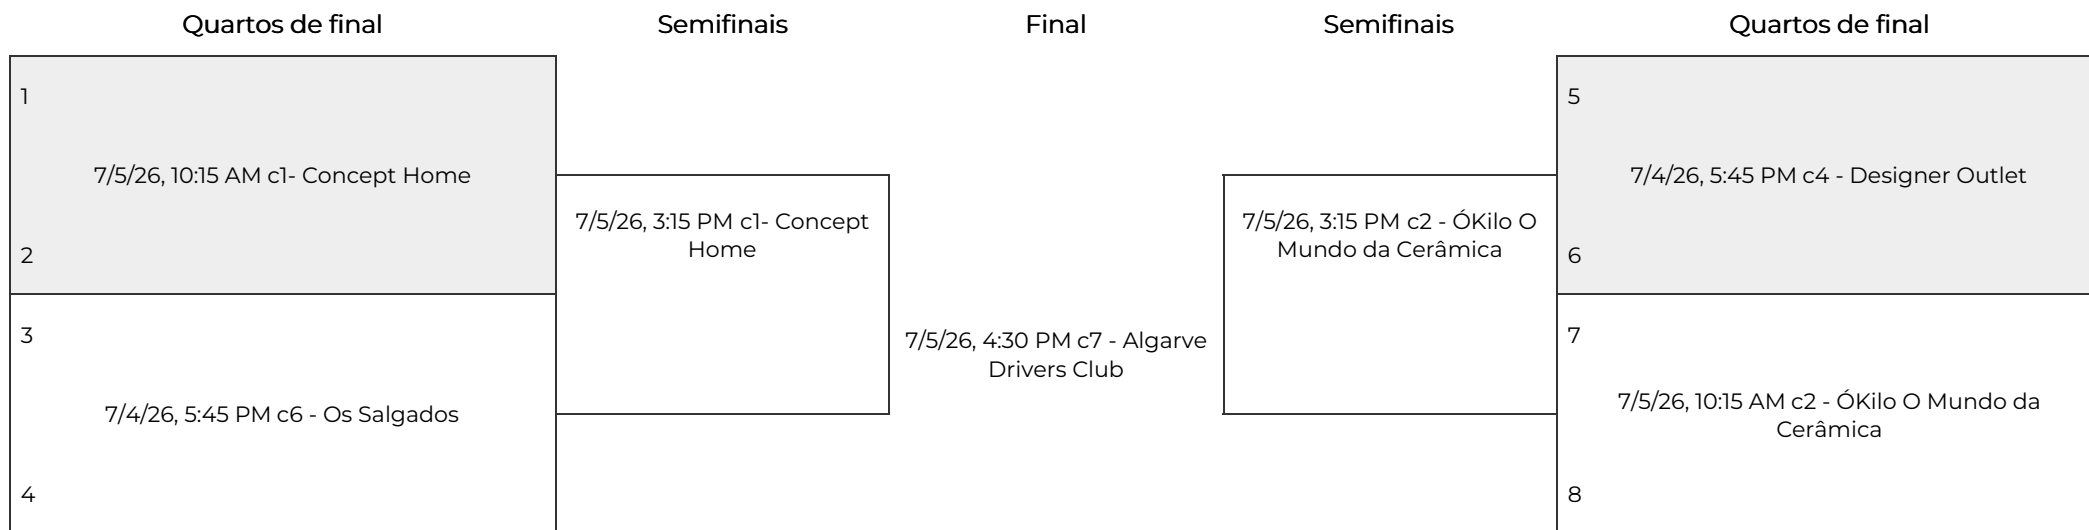 Quartos de final
Semifinais
Final
Semifinais
Quartos de final
1
7/5/26, 10:15 AM c1- Concept Home
2
3
7/4/26, 5:45 PM c6 - Os Salgados
4
7/5/26, 3:15 PM c1- Concept
Home
7/5/26, 4:30 PM c7 - Algarve
Drivers Club
7/5/26, 3:15 PM c2 - ÓKilo O
Mundo da Cerâmica
5
7/4/26, 5:45 PM c4 - Designer Outlet
6
7
7/5/26, 10:15 AM c2 - ÓKilo O Mundo da
Cerâmica
8